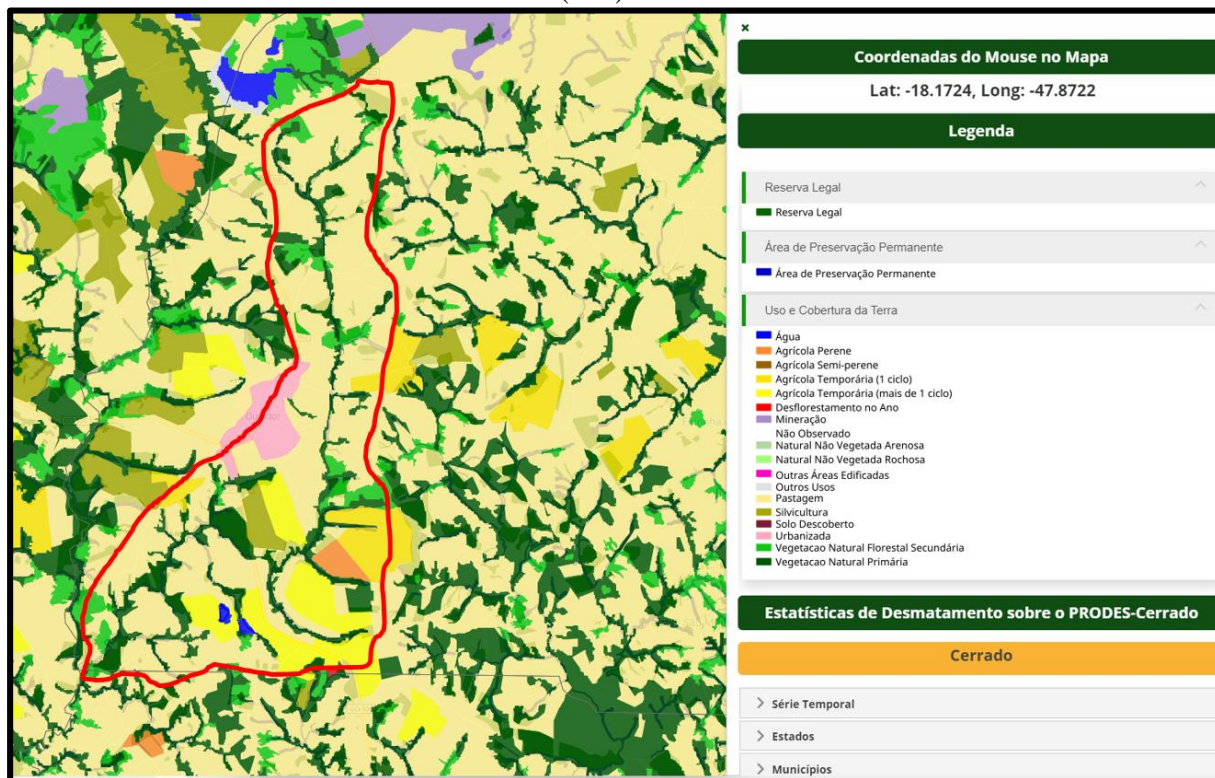 ×
Coordenadas do Mouse no Mapa
Lat: -18.1724, Long: -47.8722
Legenda
Reserva Legal
Reserva Legal
Área de Preservação Permanente
Área de Preservação Permanente
Uso e Cobertura da Terra
Água
Agrícola Perene
Agrícola Semi-perene
Agrícola Temporária (1 ciclo)
Agrícola Temporária (mais de 1 ciclo)
Desflorestamento no Ano
Mineração
Não Observado
Natural Não Vegetada Arenosa
Natural Não Vegetada Rochosa
Outras Áreas Edificadas
Outros Usos
Pastagem
Silvicultura
Solo Descoberto
Urbanizada
Vegetacao Natural Florestal Secundária
Vegetacao Natural Primária
Estatísticas de Desmatamento sobre o PRODES-Cerrado
Cerrado
Série Temporal
Estados
Municípios